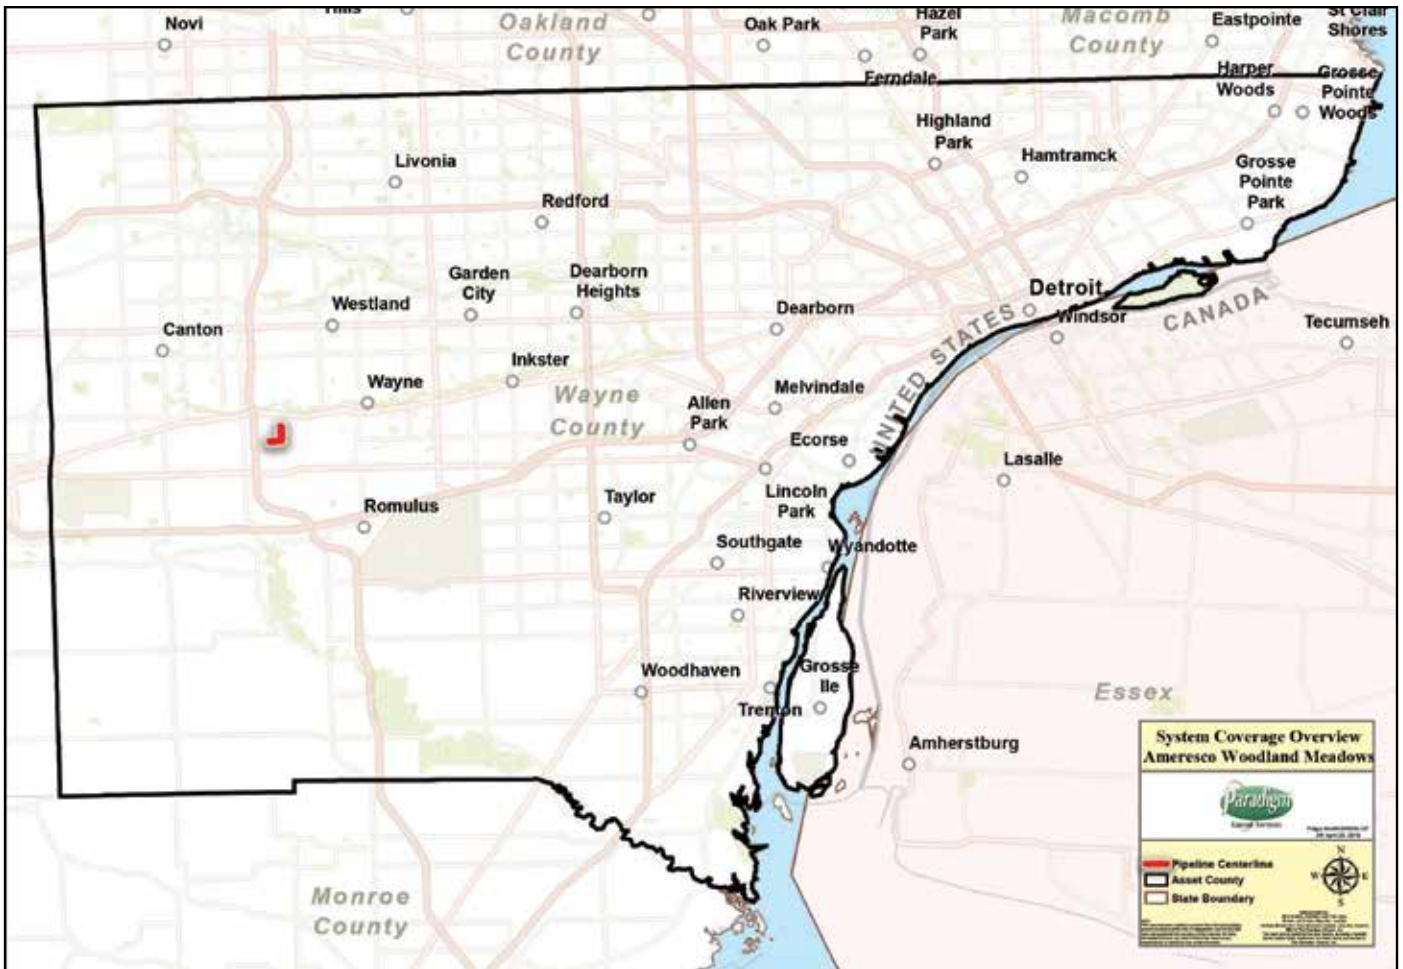 Hills
Novi
Oakland
County
Oak Park
Hazel
Park
Macomb
County
Eastpointe
St Clair
Shores
Ferndale
Harper
Woods
Grosse
Pointe
Woods
Highland
Park
Livonia
Hamtramck
Grosse
Pointe
Park
Redford
Garden
City
Dearborn
Heights
Westland
Detroit
Canton
Dearborn
Windsor
UNITED STATES
CANADA
Tecumseh
Inkster
Wayne
Wayne
County
Melvindale
Allen
Park
Ecorse
Lasalle
Lincoln
Park
Romulus
Taylor
Southgate
Wyandotte
Riverview
Woodhaven
Grosse
Ile
Trenton
Essex
Amherstburg
Monroe
County
System Coverage Overview
Ameresco Woodland Meadows
Paradigm
N
W
E
S
Pipeline Centerline
Asset County
State Boundary